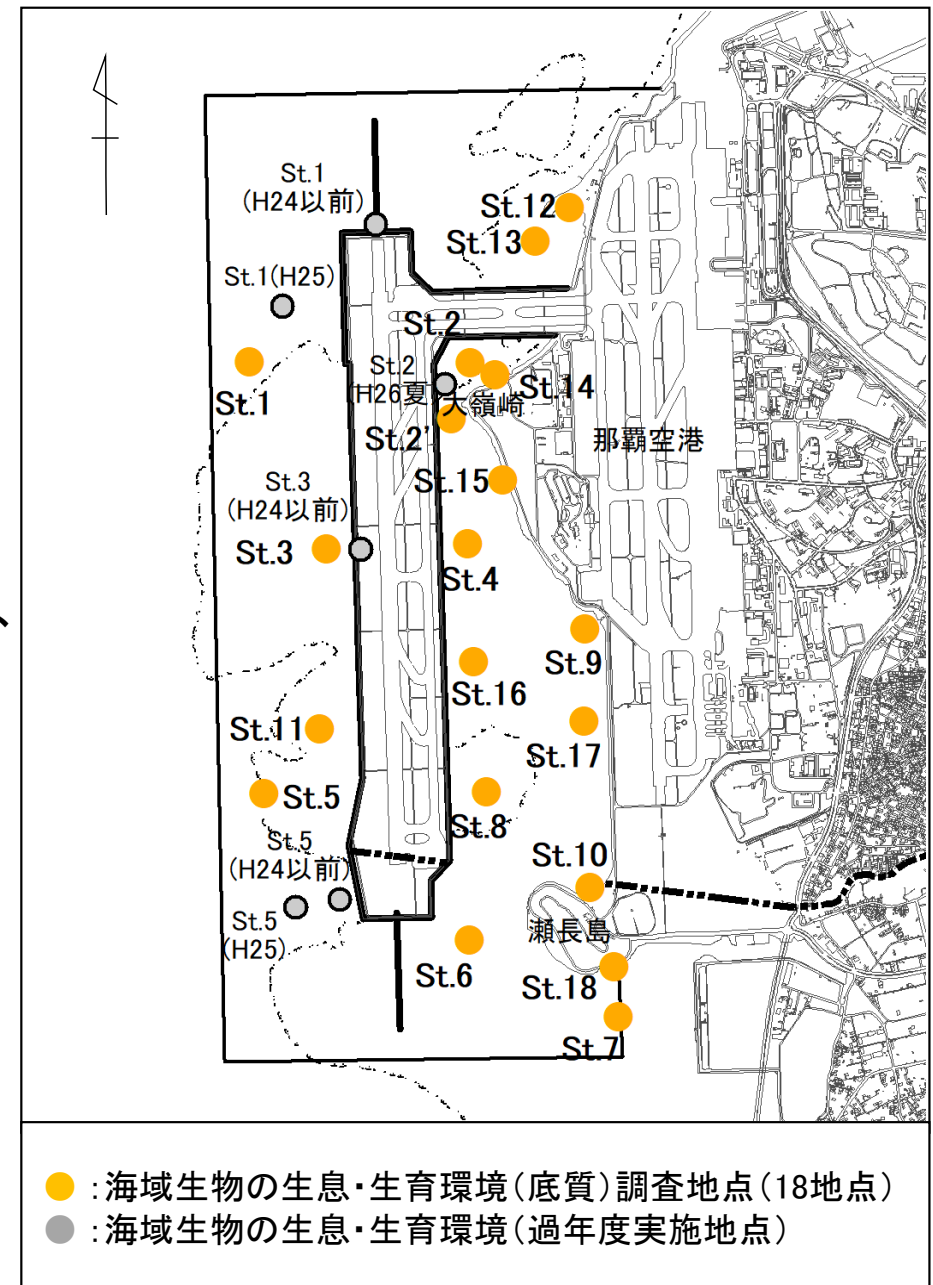 St.1
(H24以前)
St.12
St.13
St.1(H25)
St.2
St.2
(H26夏)
St.14
大嶺崎
St.1
St.2'
那覇空港
St.15
St.3
(H24以前)
St.3
St.4
St.9
St.16
St.11
St.17
St.5
St.8
St.5
(H24以前)
St.10
St.5
(H25)
瀬長島
St.6
St.18
St.7
:海域生物の生息・生育環境(底質)調査地点(18地点)
:海域生物の生息・生育環境(過年度実施地点)